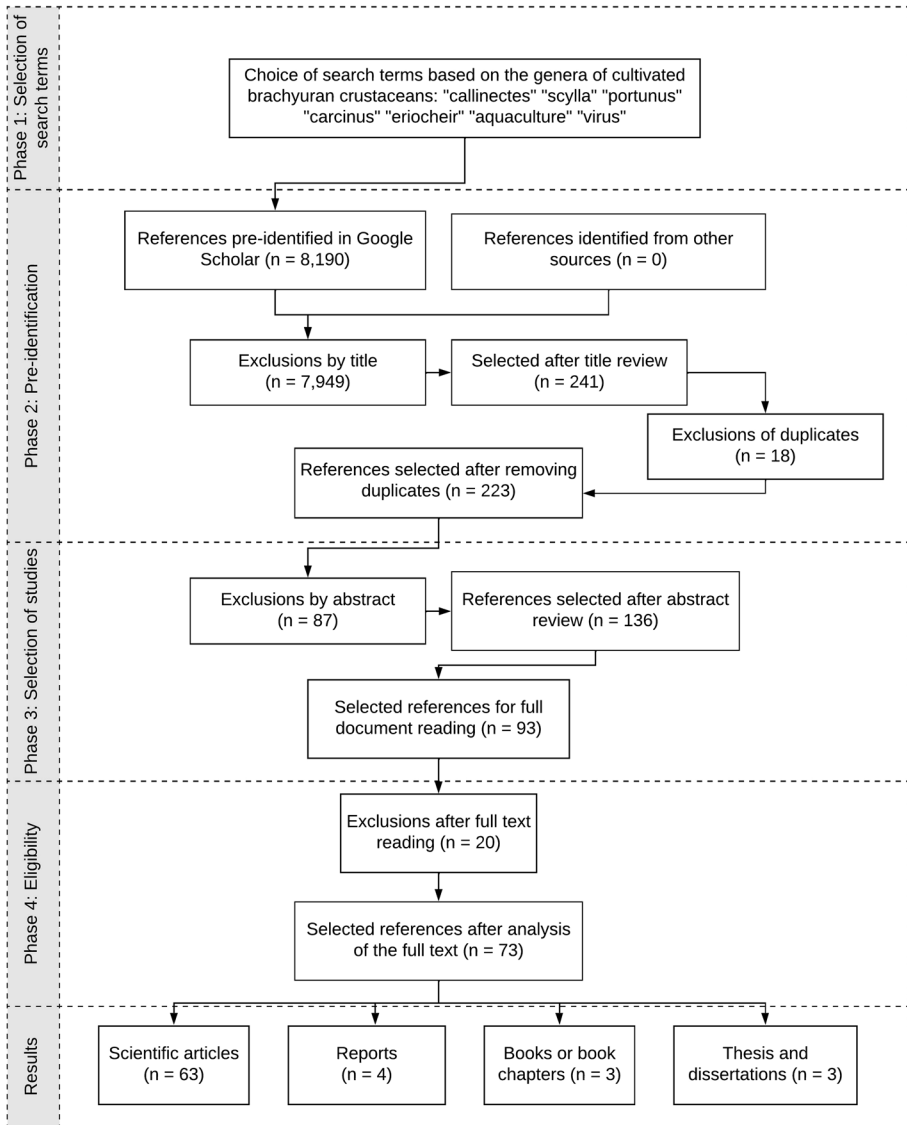 Phase 1: Selection of
search terms
Choice of search terms based on the genera of cultivated
brachyuran crustaceans: "callinectes" "scylla" "portunus"
"carcinus" "eriocheir" "aquaculture" "virus"
Phase 2: Pre-identification
References pre-identified in Google
Scholar (n = 8,190)
References identified from other
sources (n = 0)
Exclusions by title
(n = 7,949)
Selected after title review
(n = 241)
Exclusions of duplicates
(n = 18)
References selected after removing
duplicates (n = 223)
Phase 3: Selection of studies
Exclusions by abstract
(n = 87)
References selected after abstract
review (n = 136)
Selected references for full
document reading (n = 93)
Phase 4: Eligibility
Exclusions after full text
reading (n = 20)
Selected references after analysis
of the full text (n = 73)
Results
Scientific articles
(n = 63)
Reports
(n = 4)
Books or book
chapters (n = 3)
Thesis and
dissertations (n = 3)